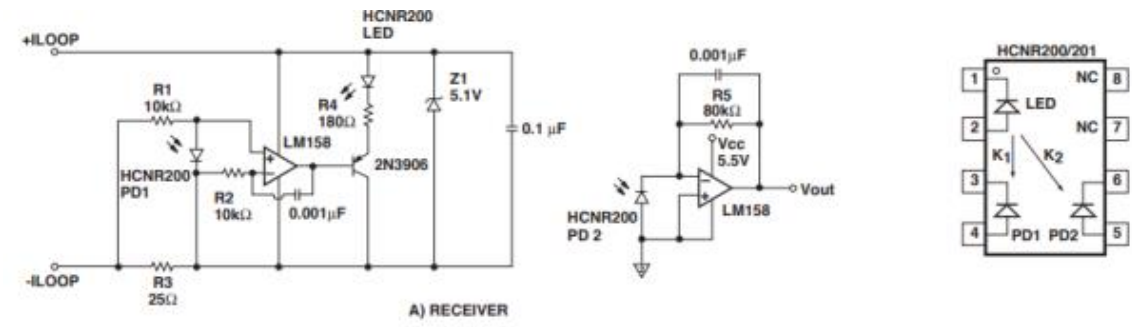 HCNR200
LED
+ILOOP
R1
10kΩ
R4
180Ω
Z1
5.1V
0.1 µF
LM158
2N3906
HCNR200
PD1
R2
10kΩ
0.001µF
-ILOOP
R3
25Ω
A) RECEIVER
0.001µF
R5
80kΩ
Vcc
5.5V
Vout
LM158
HCNR200
PD 2
HCNR200/201
1
NC 8
LED
2
NC 7
K1
K2
3
6
4
PD1 PD2
5